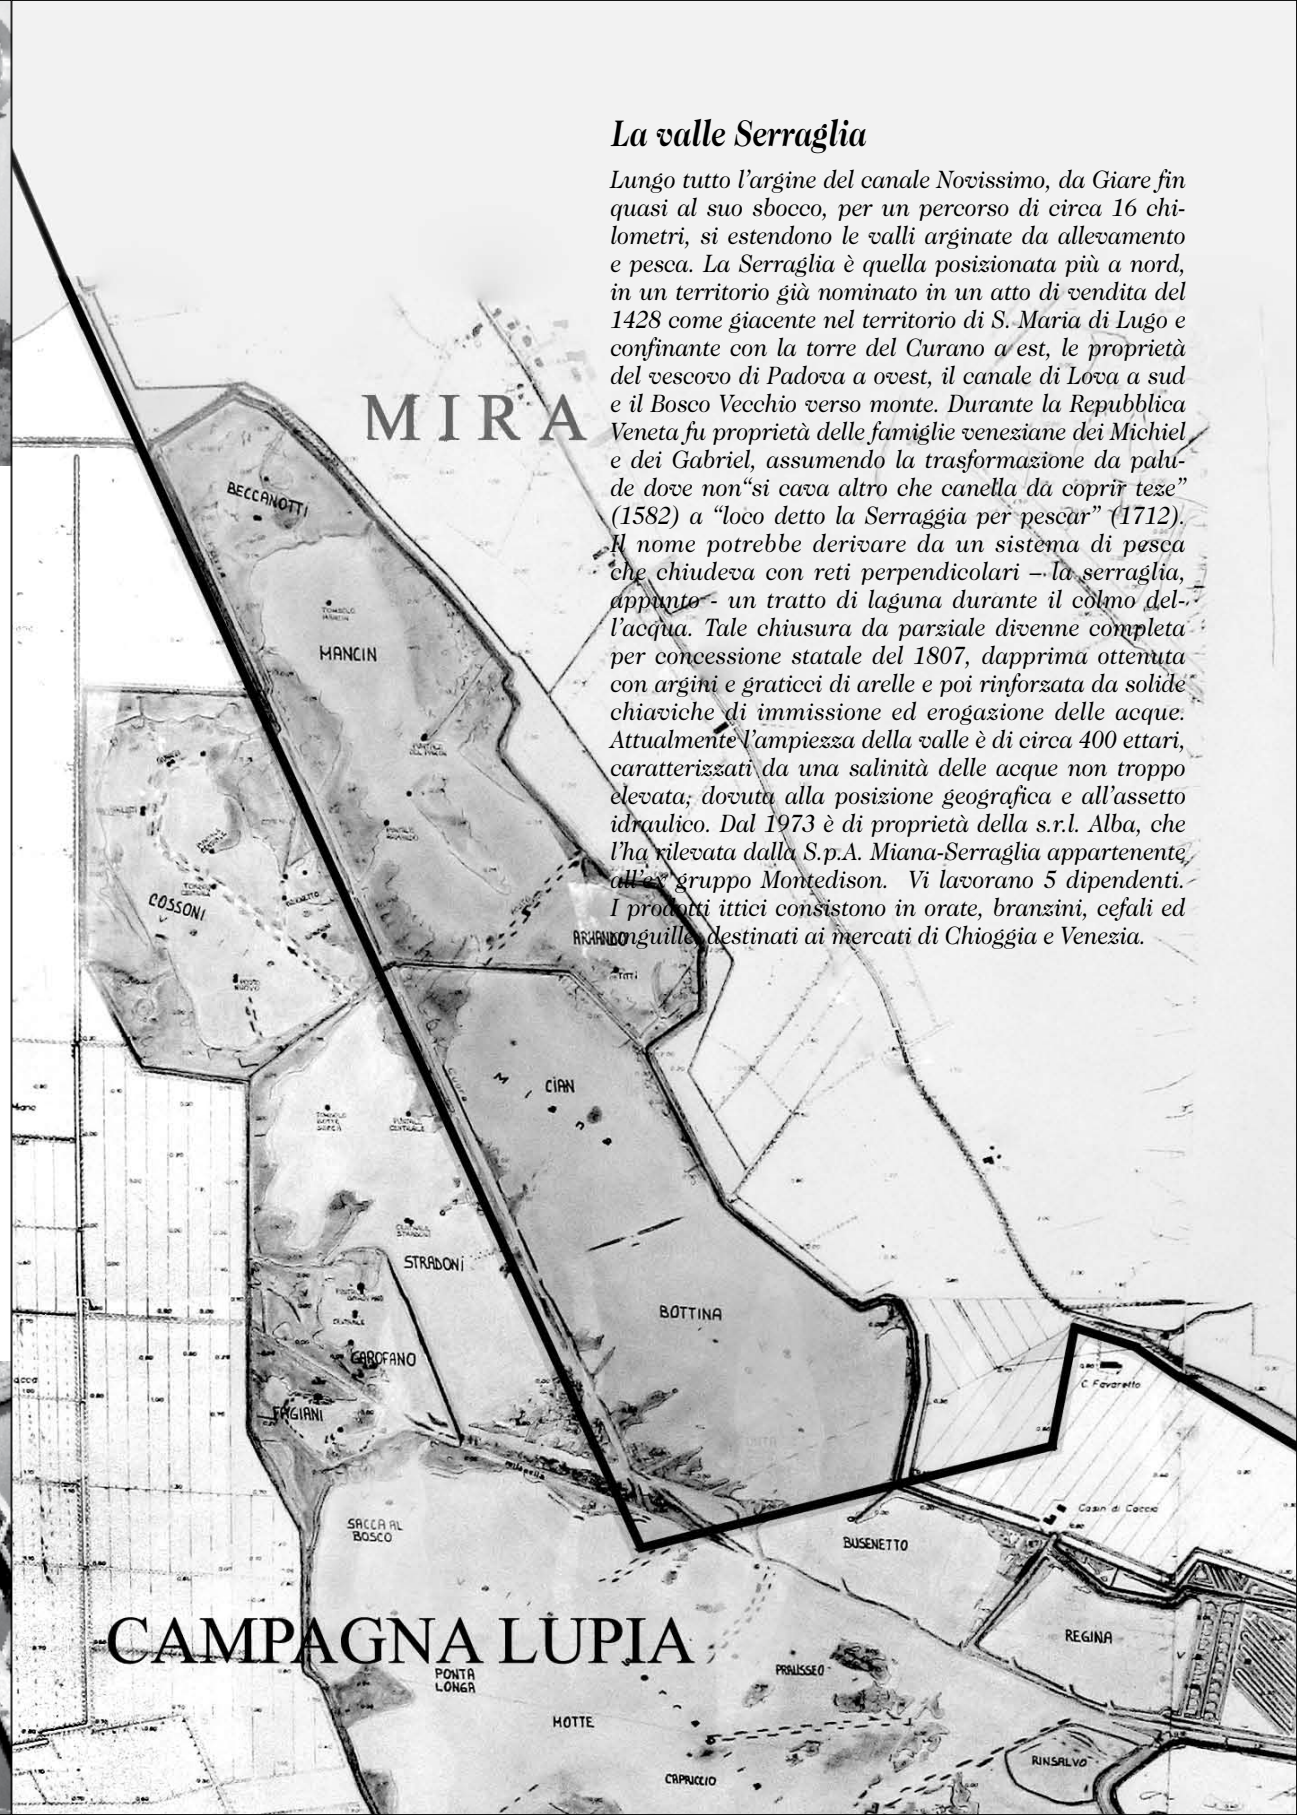 La valle Serraglia
Lungo tutto l'argine del canale Novissimo, da Giare fin
quasi al suo sbocco, per un percorso di circa 16 chi-
lometri, si estendono le valli arginate da allevamento
e pesca. La Serraglia è quella posizionata più a nord,
in un territorio già nominato in un atto di vendita del
1428 come giacente nel territorio di S. Maria di Lugo e
confinante con la torre del Curano a est, le proprietà
del vescovo di Padova a ovest, il canale di Lova a sud
e il Bosco Vecchio verso monte. Durante la Repubblica
Veneta fu proprietà delle famiglie veneziane dei Michiel
e dei Gabriel, assumendo la trasformazione da palu-
de dove non“si cava altro che canella da coprir teze”
(1582) a “loco detto la Serraggia per pescar” (1712).
Il nome potrebbe derivare da un sistema di pesca
che chiudeva con reti perpendicolari – la serraglia,
appunto - un tratto di laguna durante il colmo del-
l'acqua. Tale chiusura da parziale divenne completa
per concessione statale del 1807, dapprima ottenuta
con argini e graticci di arelle e poi rinforzata da solide
chiaviche di immissione ed erogazione delle acque.
Attualmente l'ampiezza della valle è di circa 400 ettari,
caratterizzati da una salinità delle acque non troppo
elevata, dovuta alla posizione geografica e all'assetto
idraulico. Dal 1973 è di proprietà della s.r.l. Alba, che
l'ha rilevata dalla S.p.A. Miana-Serraglia appartenente
all'ex gruppo Montedison. Vi lavorano 5 dipendenti.
I prodotti ittici consistono in orate, branzini, cefali ed
anguille, destinati ai mercati di Chioggia e Venezia.
MIRA
BECCANOTTI
TOMBOLO
MANCIN
MANCIN
COSSONI
ARMANDO
TITTI
CIAN
STRADONI
BOTTINA
GAROFANO
FAGIANI
C. Favaretto
Casin di Caccia
SACCA AL
BOSCO
BUSENETTO
REGINA
CAMPAGNA LUPIA
PONTA
LONGA
PRAISSEO
MOTTE
CAPRICCIO
RINSALVO